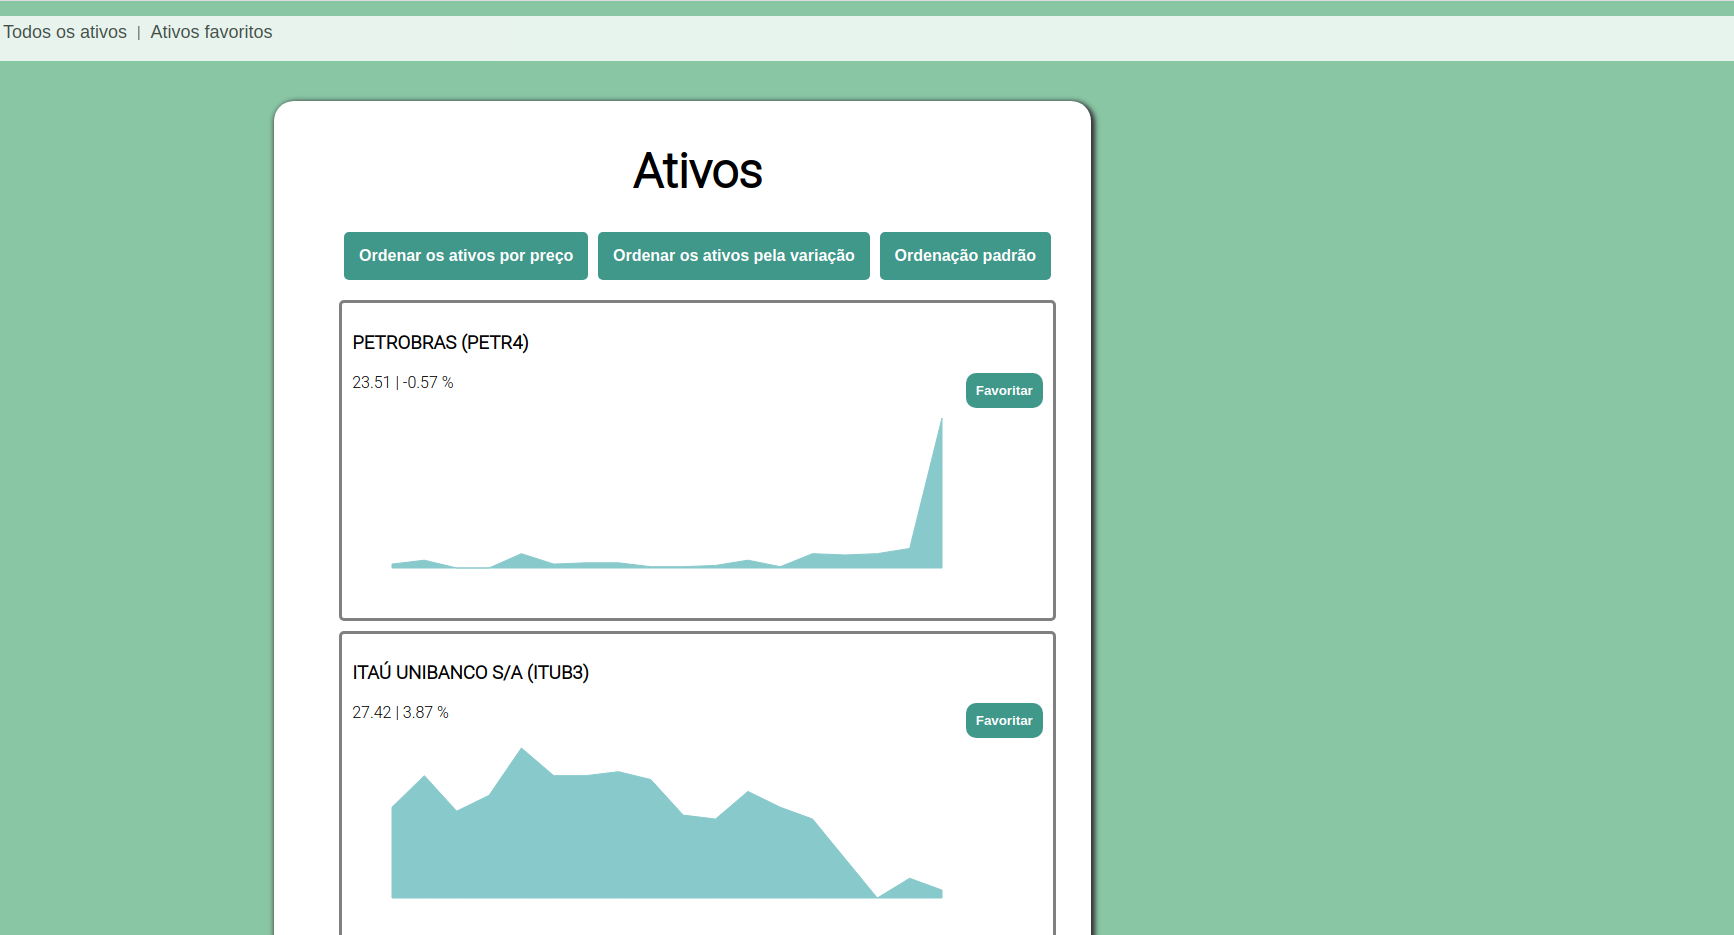 Todos os ativos | Ativos favoritos
Ativos
Ordenar os ativos por preço Ordenar os ativos pela variação Ordenação padrão
PETROBRAS (PETR4)
23.51 | -0.57 %
Favoritar
ITAÚ UNIBANCO S/A (ITUB3)
27.42 | 3.87 %
Favoritar